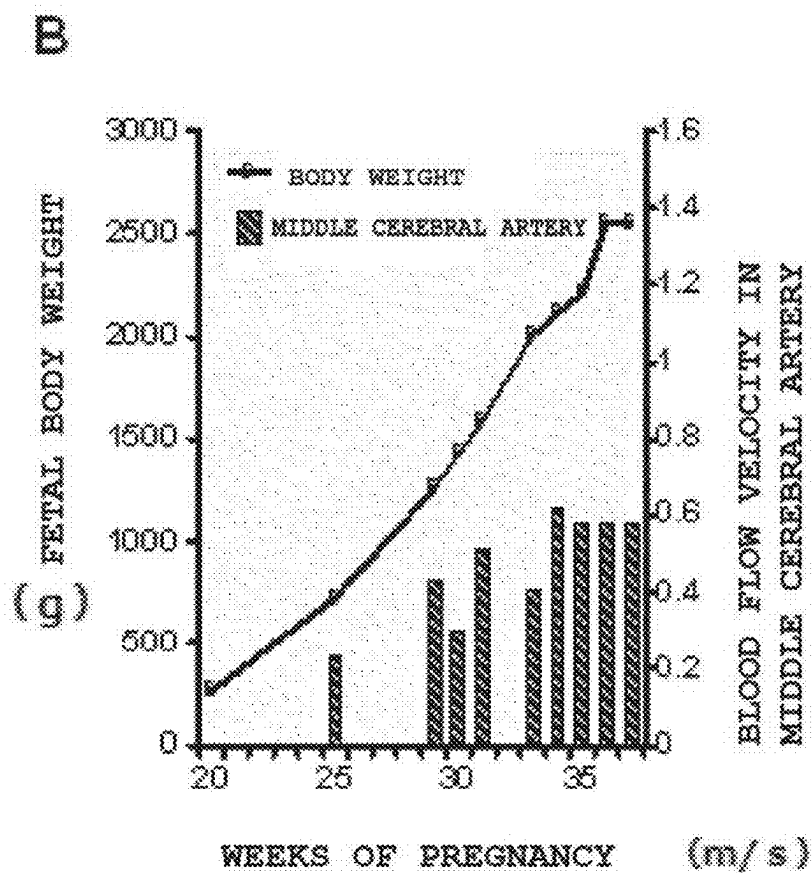 B
3000
2500
2000
1500
1000
500
0
FETAL BODY WEIGHT
(g)
BODY WEIGHT
MIDDLE CEREBRAL ARTERY
1.6
1.4
1.2
1
0.8
0.6
0.4
0.2
0
BLOOD FLOW VELOCITY IN
MIDDLE CEREBRAL ARTERY
20 25 30 35
WEEKS OF PREGNANCY (m/s)